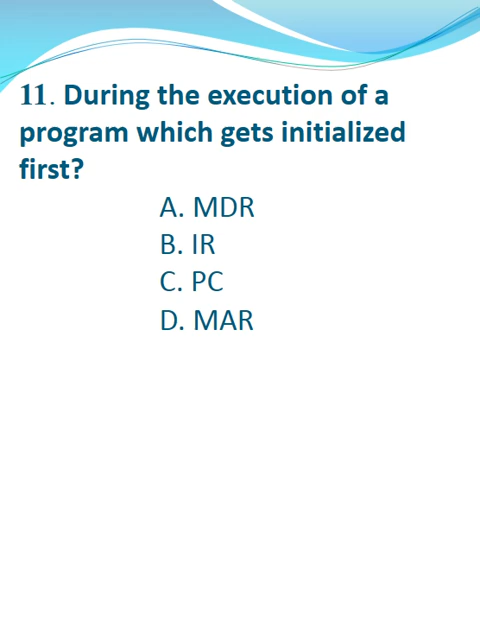 11. During the execution of a
program which gets initialized
first?
A. MDR
B. IR
C. PC
D. MAR